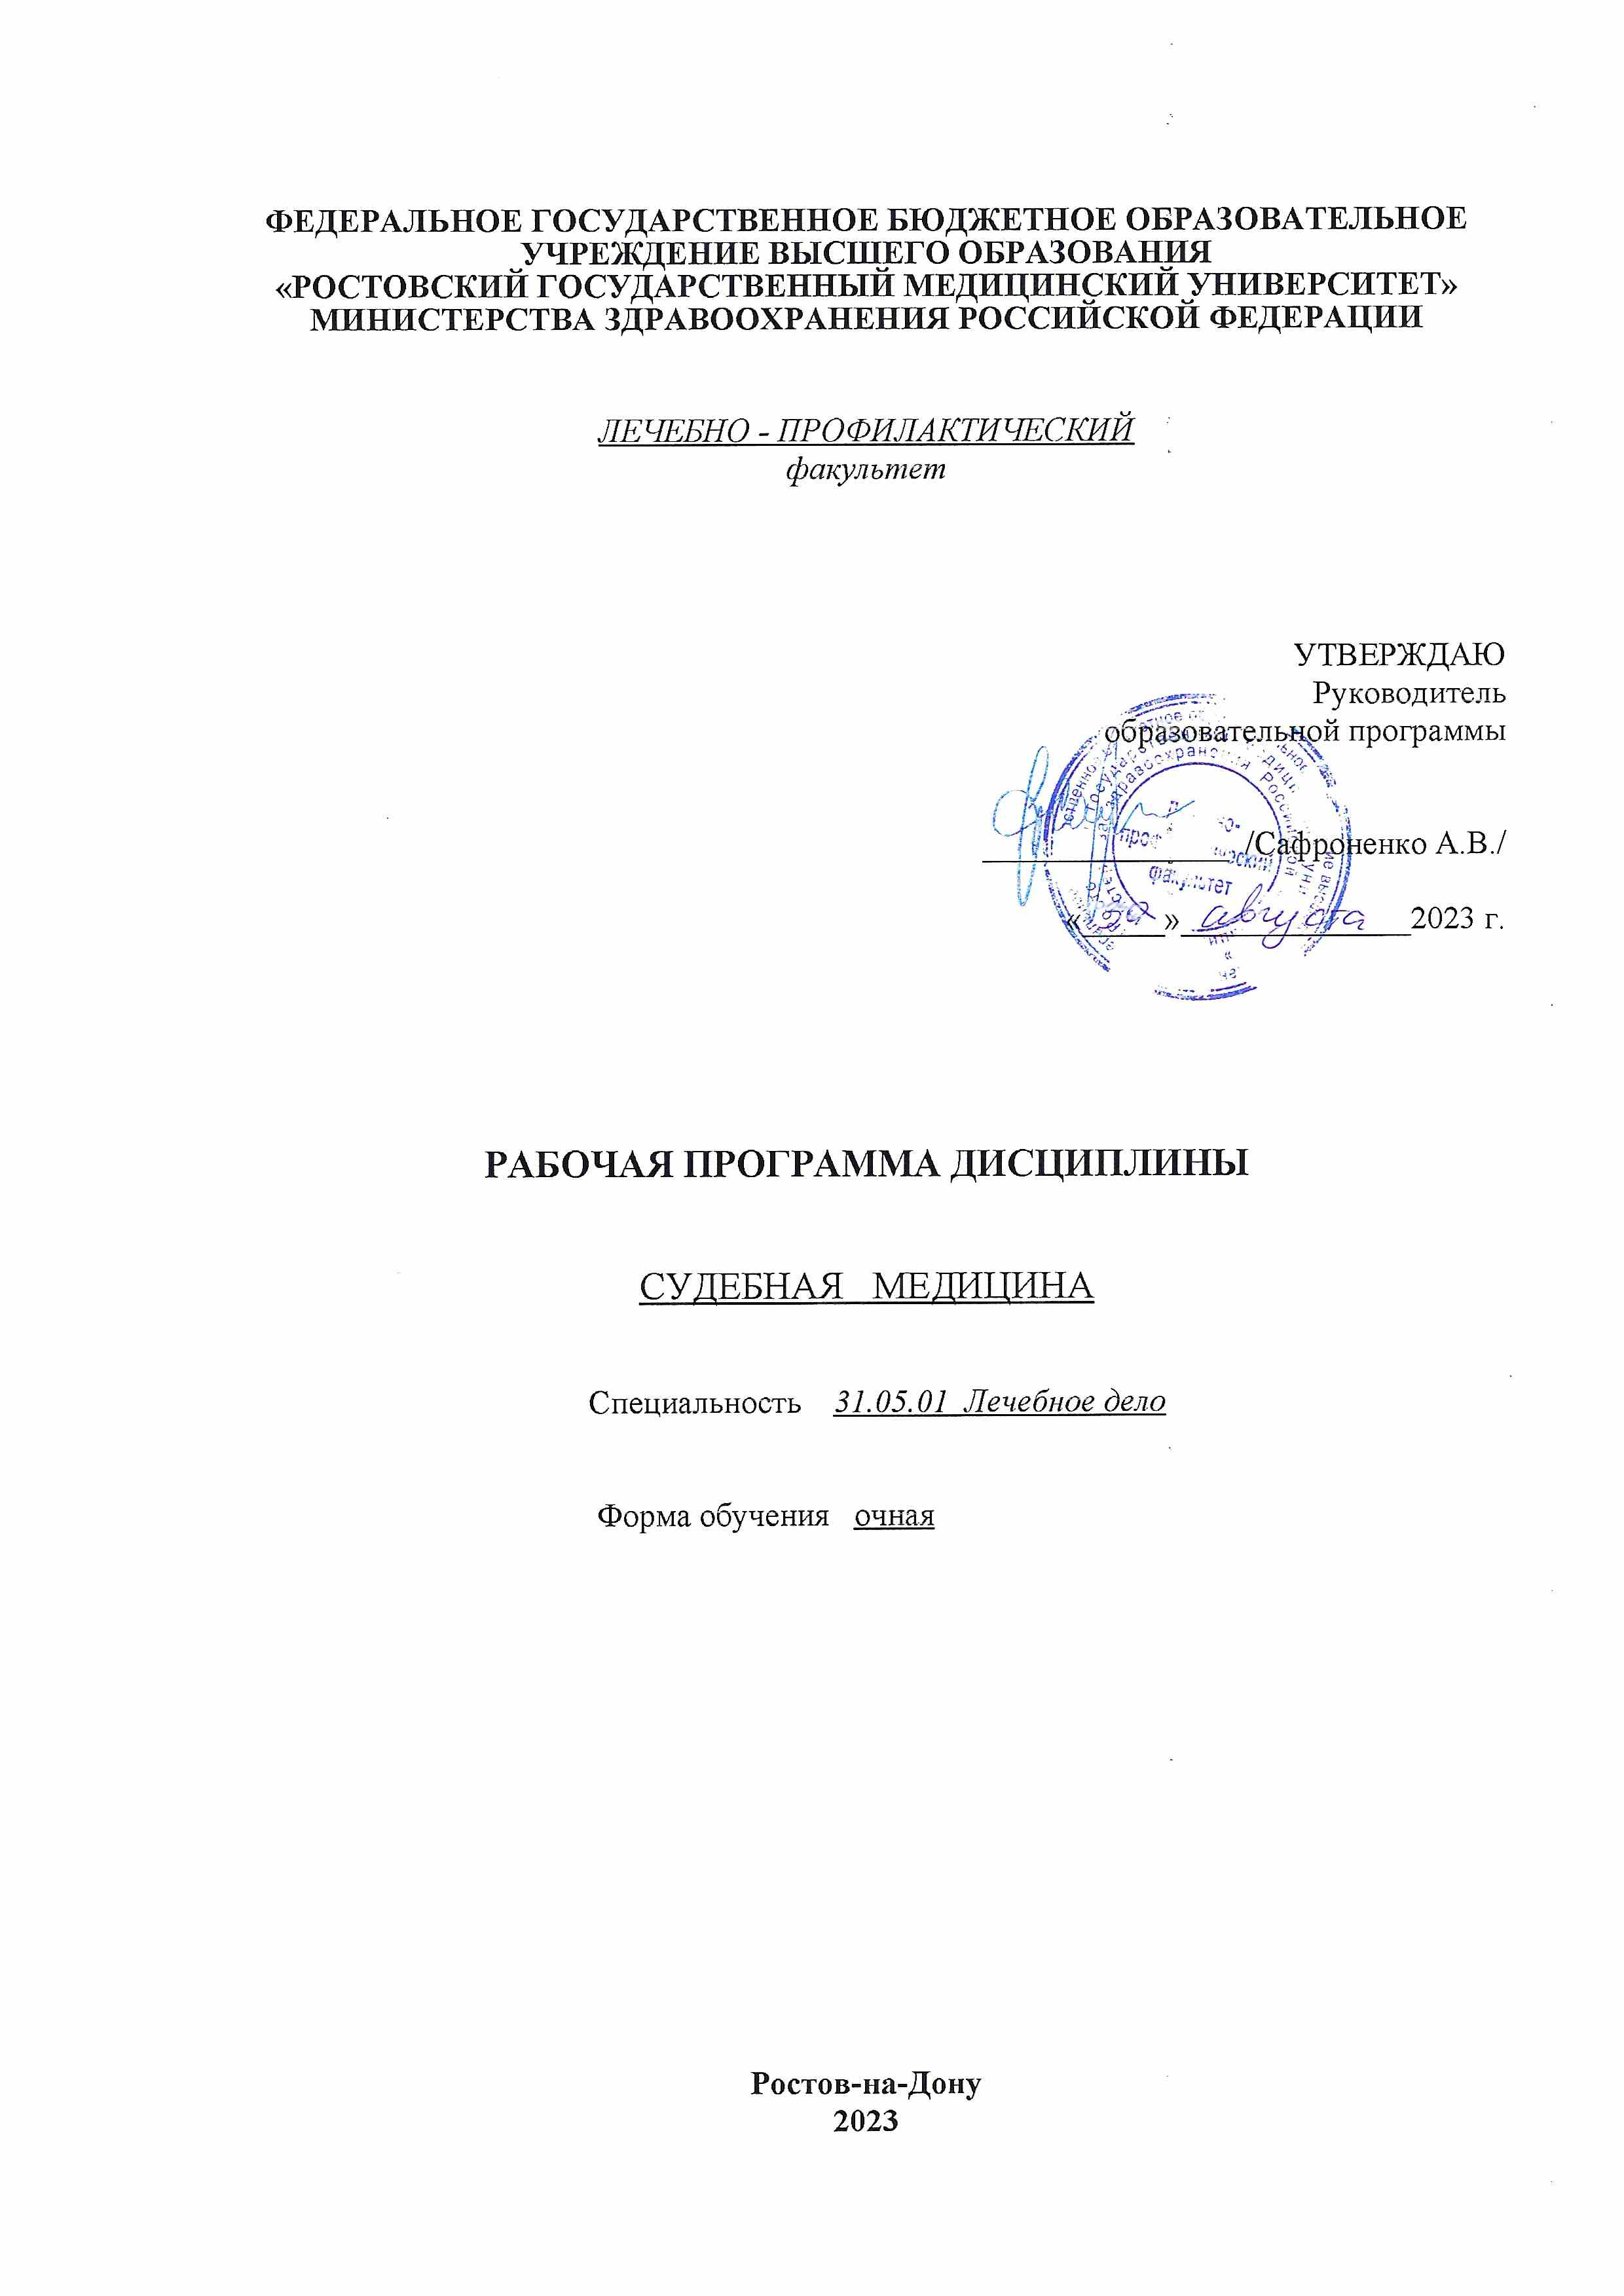 ФЕДЕРАЛЬНОЕ ГОСУДАРСТВЕННОЕ БЮДЖЕТНОЕ ОБРАЗОВАТЕЛЬНОЕ
УЧРЕЖДЕНИЕ ВЫСШЕГО ОБРАЗОВАНИЯ
«РОСТОВСКИЙ ГОСУДАРСТВЕННЫЙ МЕДИЦИНСКИЙ УНИВЕРСИТЕТ»
МИНИСТЕРСТВА ЗДРАВООХРАНЕНИЯ РОССИЙСКОЙ ФЕДЕРАЦИИ
ЛЕЧЕБНО - ПРОФИЛАКТИЧЕСКИЙ
факультет
УТВЕРЖДАЮ
Руководитель
образовательной программы
/Сафроненко А.В./
« » августа 2023 г.
факультет
РАБОЧАЯ ПРОГРАММА ДИСЦИПЛИНЫ
СУДЕБНАЯ МЕДИЦИНА
Специальность 31.05.01 Лечебное дело
Форма обучения очная
Ростов-на-Дону
2023